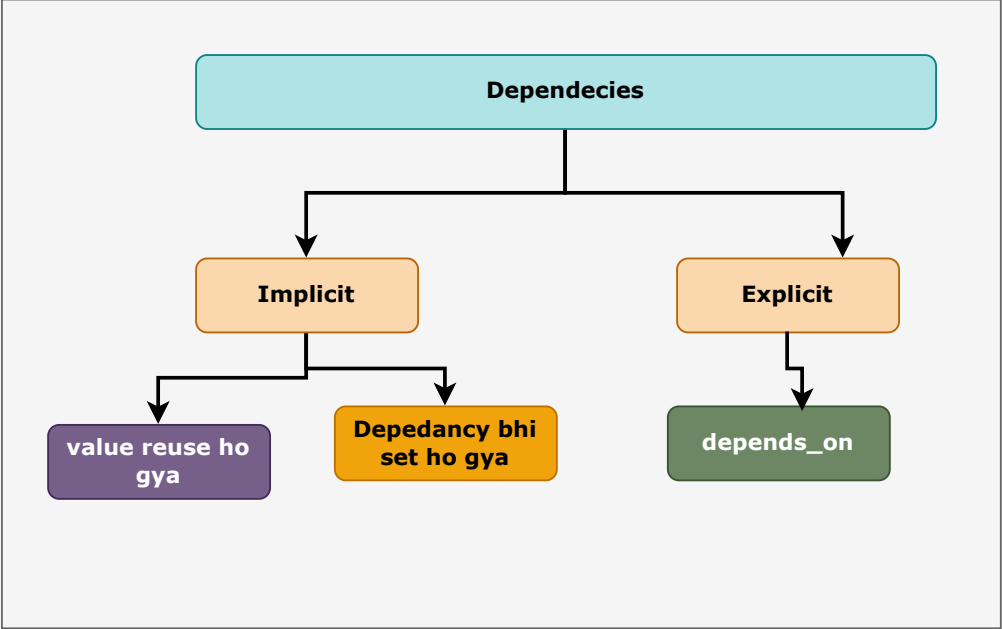 Dependecies
Implicit
Explicit
value reuse ho
gya
Depedancy bhi
set ho gya
depends_on